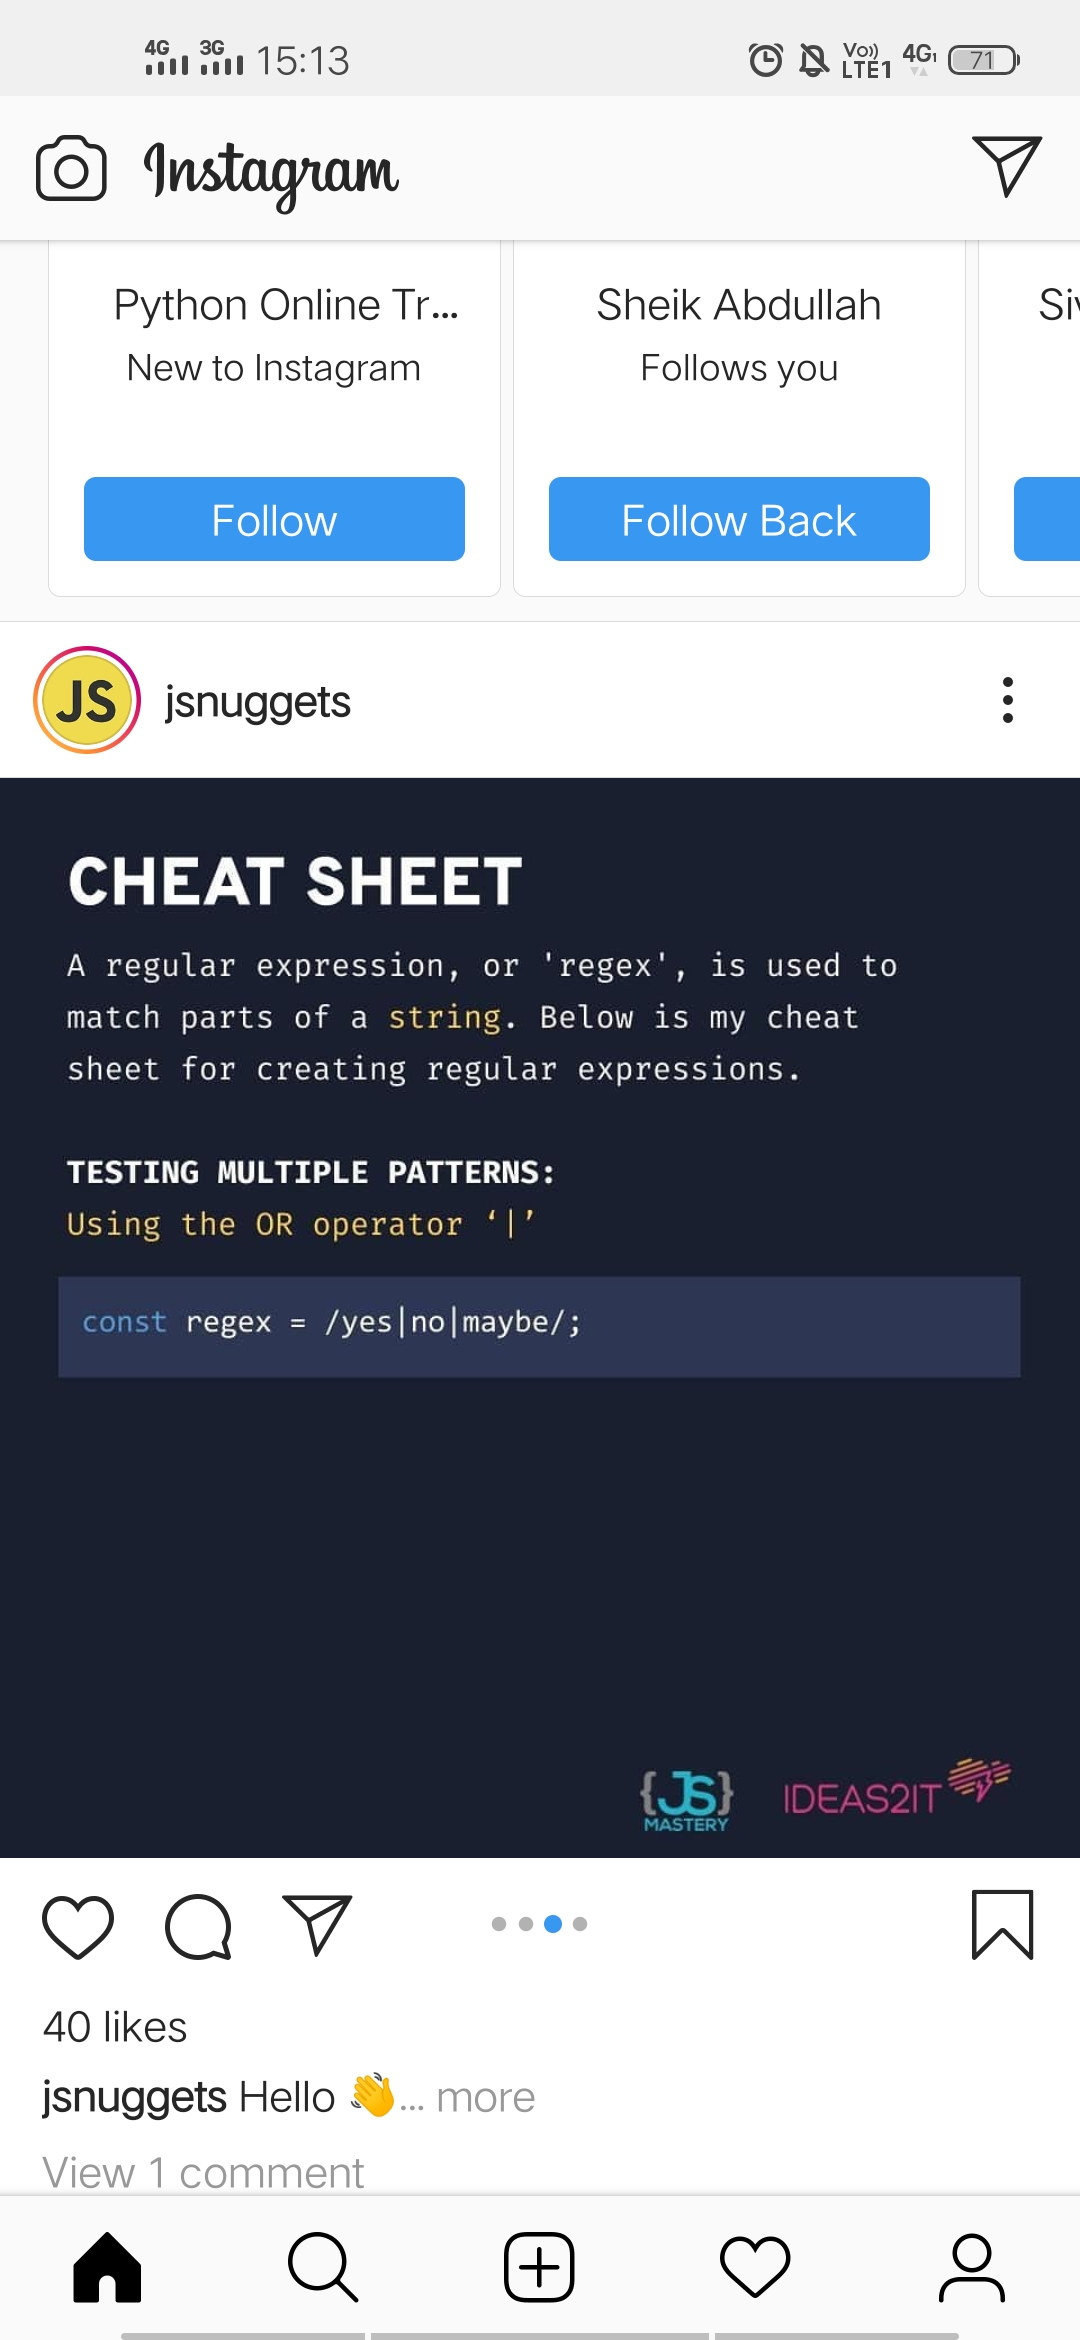 4G 3G 15:13 Vo)) LTE1 4G1 71
Instagram
Python Online Tr...
New to Instagram
Follow
Sheik Abdullah
Follows you
Follow Back
JS jsnuggets
CHEAT SHEET
A regular expression, or 'regex', is used to
match parts of a string. Below is my cheat
sheet for creating regular expressions.
TESTING MULTIPLE PATTERNS:
Using the OR operator ‘|’
const regex = /yes|no|maybe/;
{JS}
MASTERY
IDEAS2IT
40 likes
jsnuggets Hello 👋... more
View 1 comment